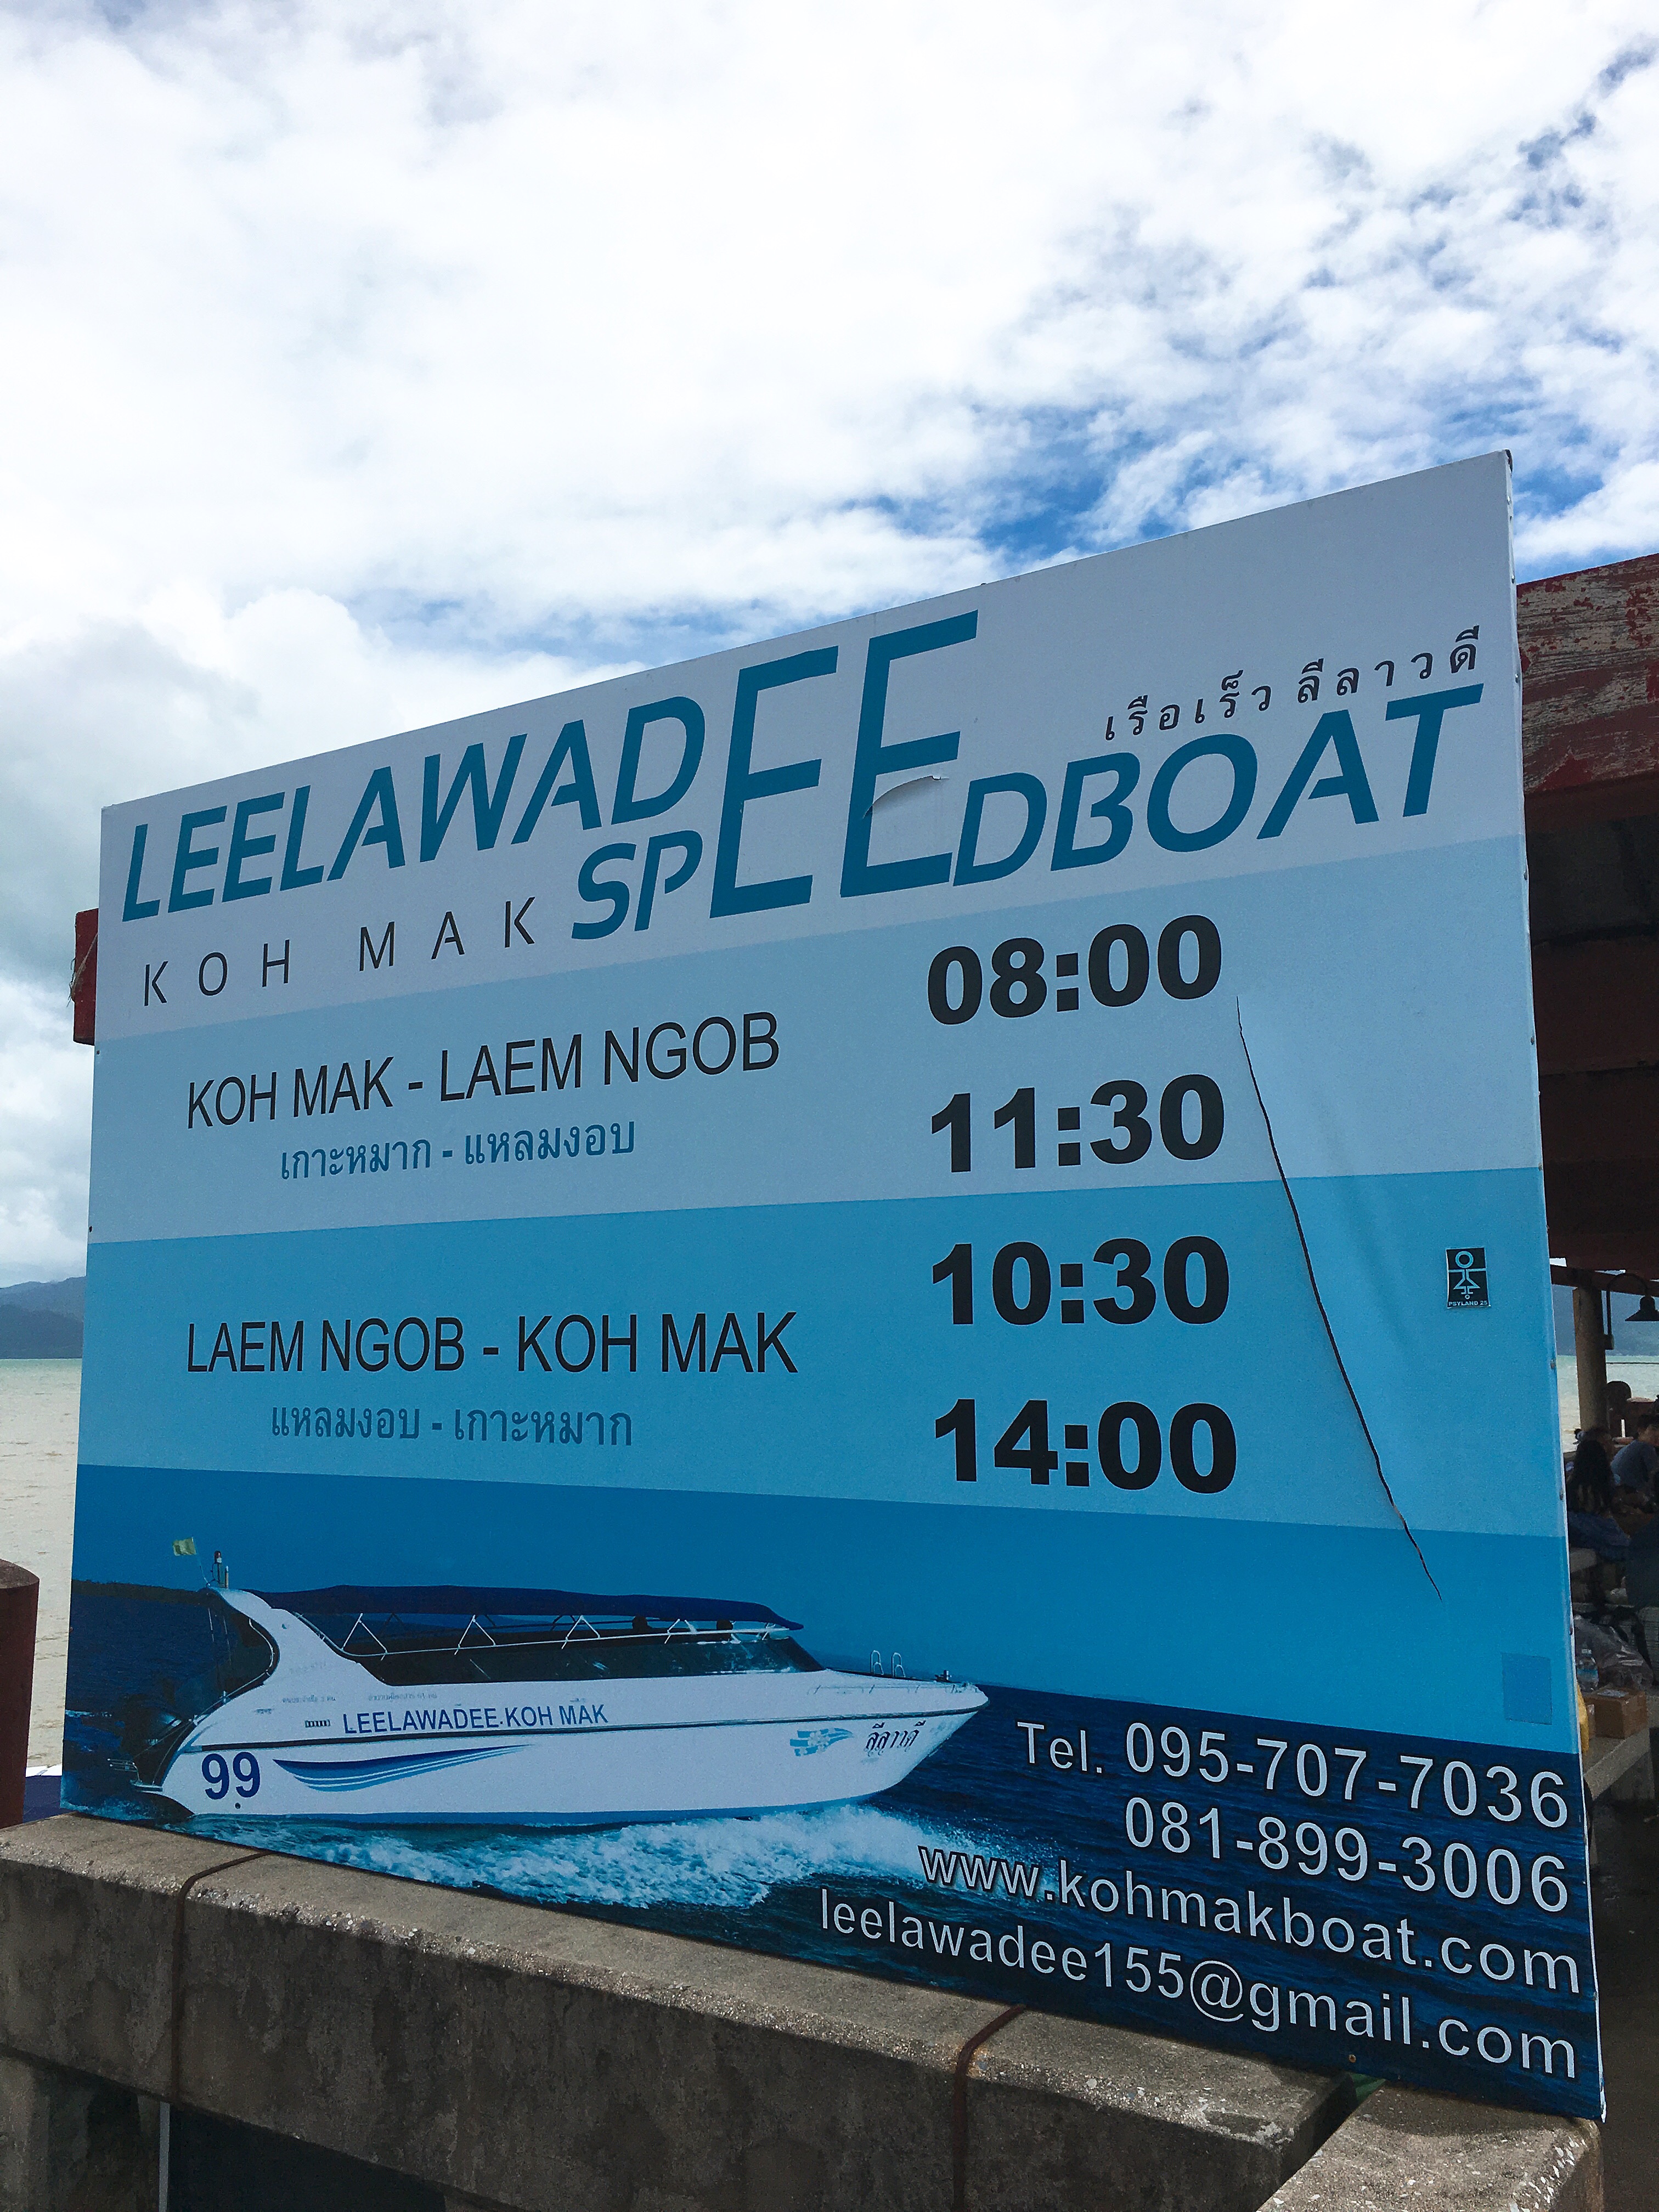 LEELAWADEE
เรือเร็ว ลีลาวดี
KOH MAK SPEEDBOAT
KOH MAK - LAEM NGOB
เกาะหมาก - แหลมงอบ
08:00
11:30
LAEM NGOB - KOH MAK
แหลมงอบ - เกาะหมาก
10:30
14:00
PSYLAND 25
LEELAWADEE.KOH MAK
ลีลาวดี
99
Tel. 095-707-7036
081-899-3006
www.kohmakboat.com
leelawadee155@gmail.com